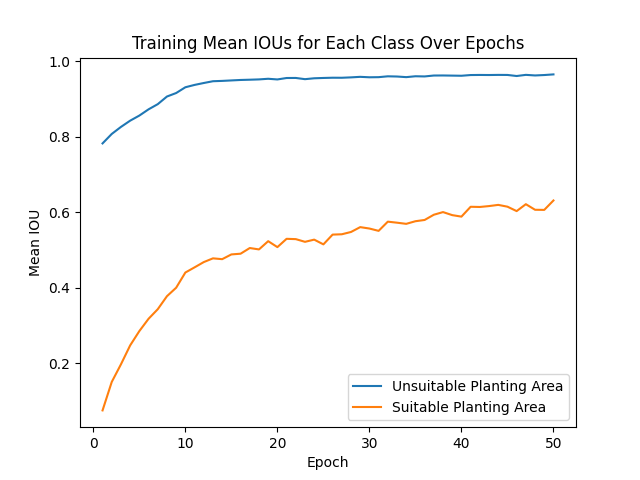 Training Mean IOUs for Each Class Over Epochs
1.0
0.8
0.6
0.4
0.2
Mean IOU
Unsuitable Planting Area
Suitable Planting Area
0 10 20 30 40 50
Epoch